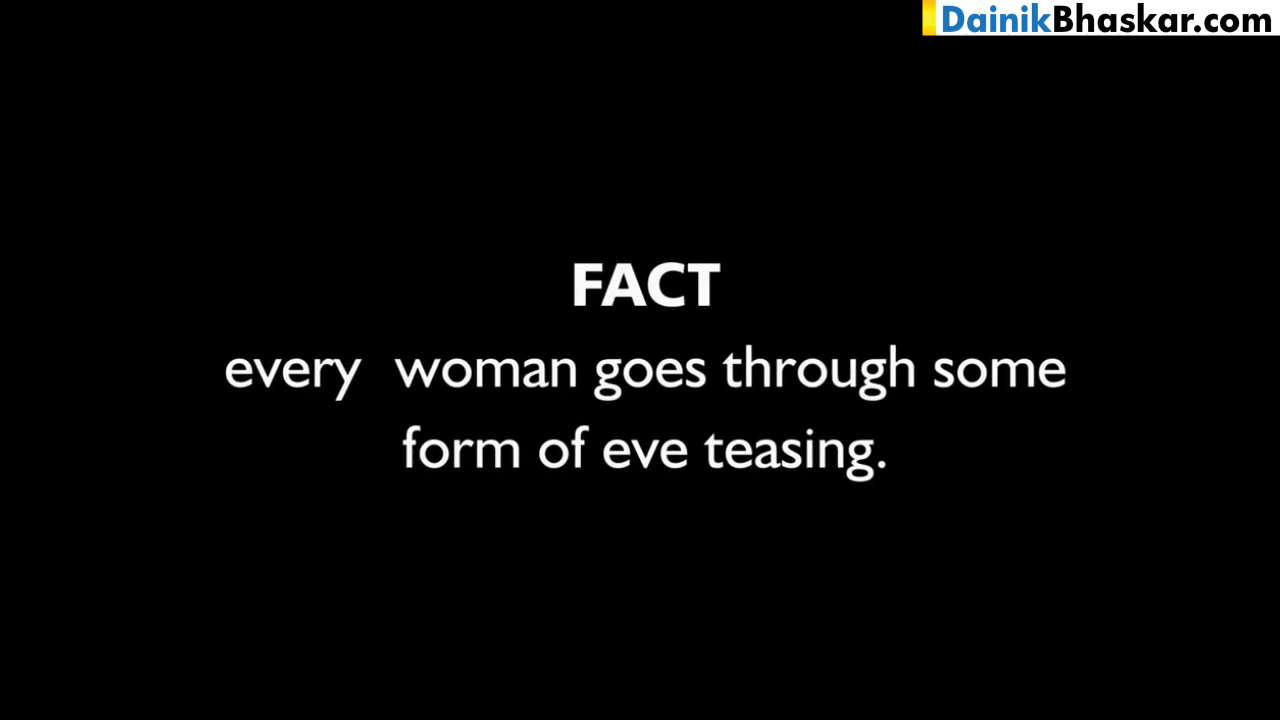 DainikBhaskar.com
FACT
every  woman goes through some
form of eve teasing.